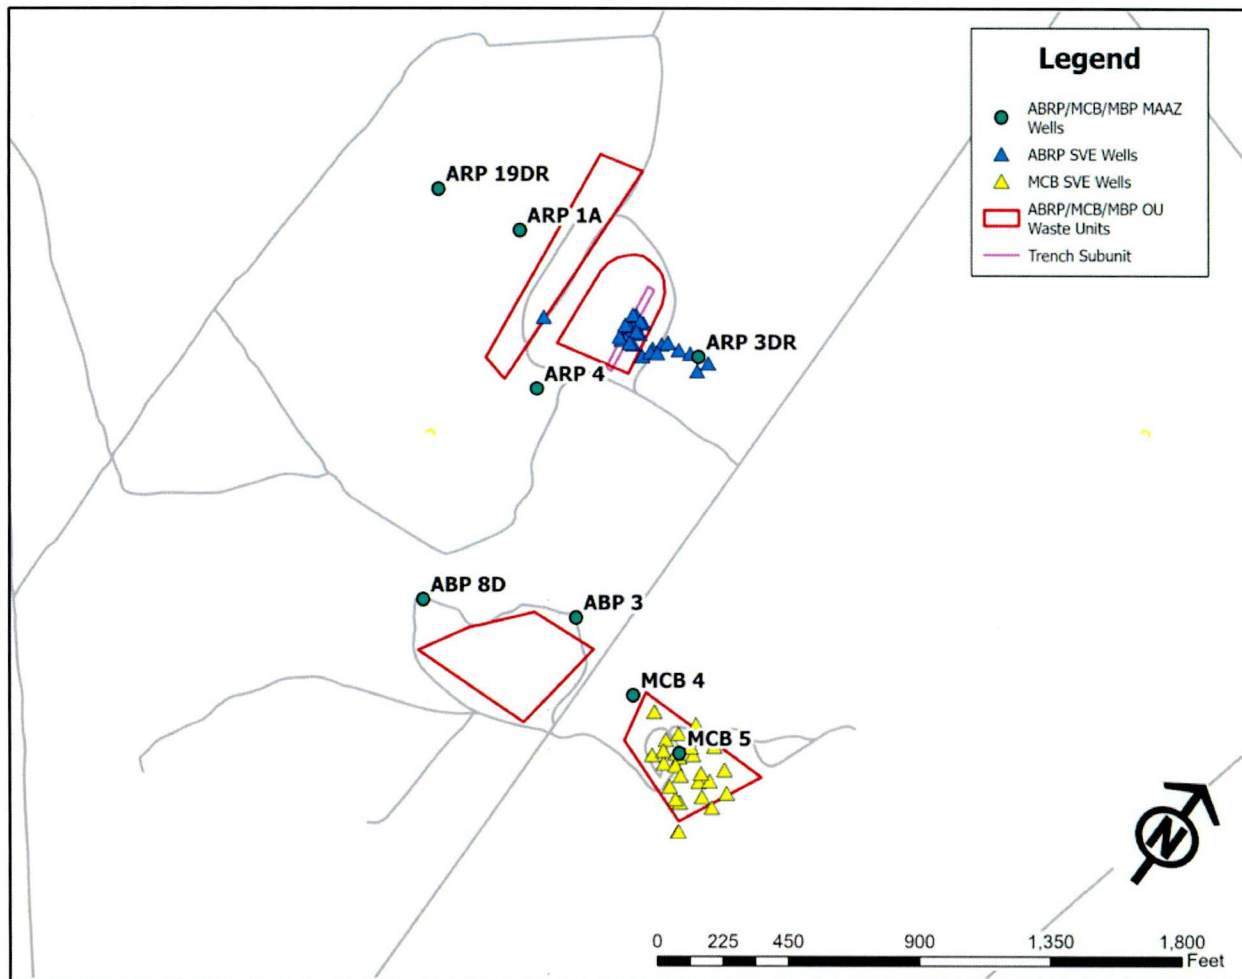 Legend
ABRP/MCB/MBP MAAZ
Wells
ABRP SVE Wells
MCB SVE Wells
ABRP/MCB/MBP OU
Waste Units
Trench Subunit
ARP 19DR
ARP 1A
ARP 3DR
ARP 4
ABP 8D
ABP 3
MCB 4
MCB 5
N
0 225 450 900 1,350 1,800
Feet